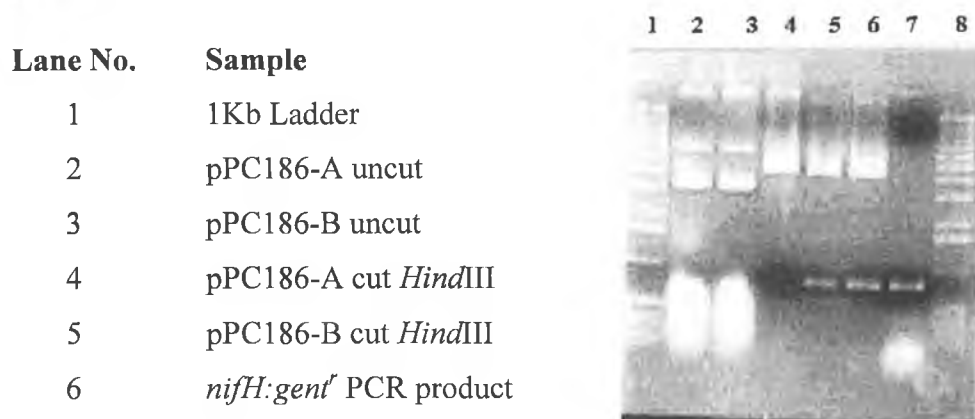 1 2 3 4 5 6 7 8
Lane No. Sample
1 1Kb Ladder
2 pPC186-A uncut
3 pPC186-B uncut
4 pPC186-A cut HindIII
5 pPC186-B cut HindIII
6 nifH:gentʳ PCR product